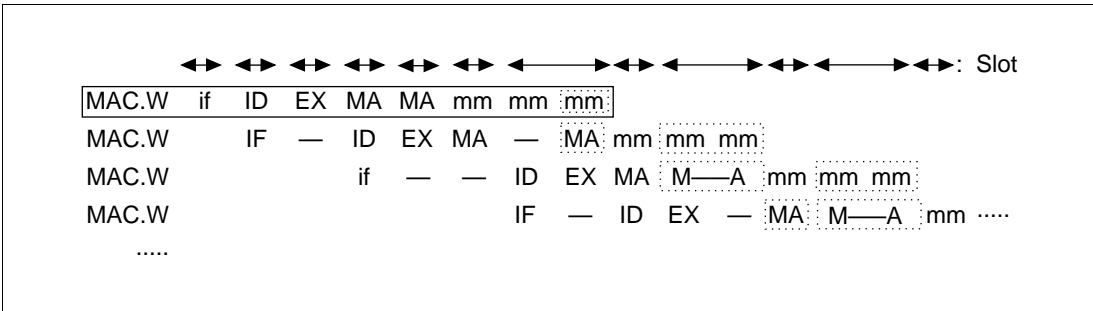 : Slot
MAC.W if ID EX MA MA mm mm mm
MAC.W IF — ID EX MA — MA mm mm mm
MAC.W if — — ID EX MA M——A mm mm mm
MAC.W IF — ID EX — MA M——A mm .....
.....